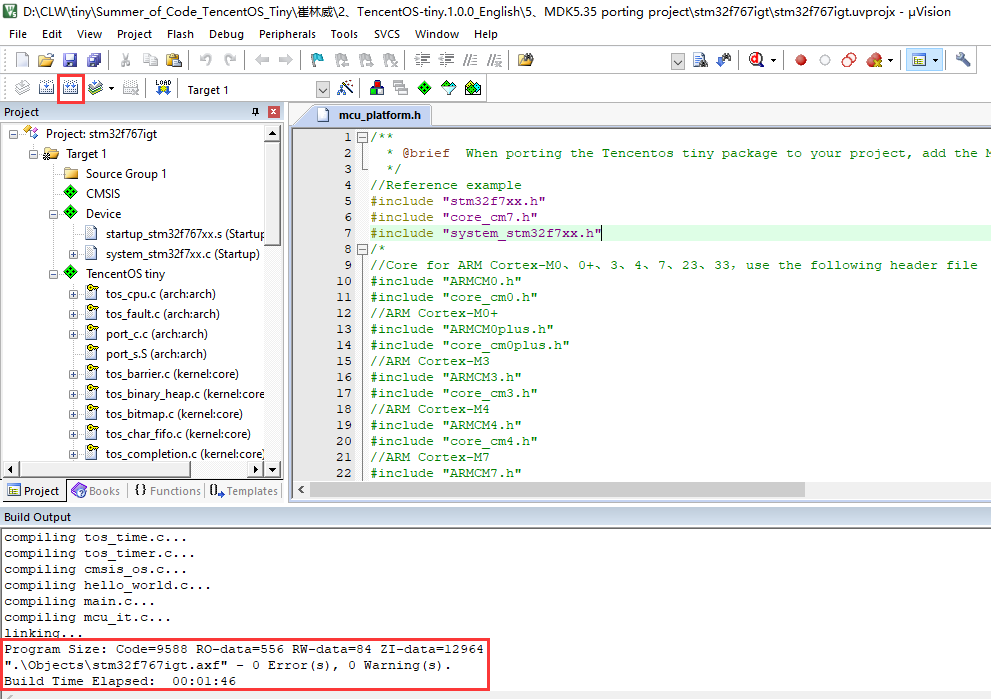 D:\CLW\tiny\Summer_of_Code_TencentOS_Tiny\崔林威\2、TencentOS-tiny.1.0.0_English\5、MDK5.35 porting project\stm32f767igt\stm32f767igt.uvprojx - µVision
File Edit View Project Flash Debug Peripherals Tools SVCS Window Help
LOAD Target 1
Project
mcu_platform.h
Project: stm32f767igt
Target 1
Source Group 1
CMSIS
Device
startup_stm32f767xx.s (Startup
system_stm32f7xx.c (Startup)
TencentOS tiny
tos_cpu.c (arch:arch)
tos_fault.c (arch:arch)
port_c.c (arch:arch)
port_s.S (arch:arch)
tos_barrier.c (kernel:core)
tos_binary_heap.c (kernel:core
tos_bitmap.c (kernel:core)
tos_char_fifo.c (kernel:core)
tos_completion.c (kernel:core)
Project Books {} Functions Templates
1 /**
2 * @brief When porting the Tencentos tiny package to your project, add the M
3 */
4 //Reference example
5 #include "stm32f7xx.h"
6 #include "core_cm7.h"
7 #include "system_stm32f7xx.h"
8 /*
9 //Core for ARM Cortex-M0、0+、3、4、7、23、33，use the following header file
10 #include "ARMCM0.h"
11 #include "core_cm0.h"
12 //ARM Cortex-M0+
13 #include "ARMCM0plus.h"
14 #include "core_cm0plus.h"
15 //ARM Cortex-M3
16 #include "ARMCM3.h"
17 #include "core_cm3.h"
18 //ARM Cortex-M4
19 #include "ARMCM4.h"
20 #include "core_cm4.h"
21 //ARM Cortex-M7
22 #include "ARMCM7.h"
Build Output
compiling tos_time.c...
compiling tos_timer.c...
compiling cmsis_os.c...
compiling hello_world.c...
compiling main.c...
compiling mcu_it.c...
linking...
Program Size: Code=9588 RO-data=556 RW-data=84 ZI-data=12964
".\Objects\stm32f767igt.axf" - 0 Error(s), 0 Warning(s).
Build Time Elapsed: 00:01:46